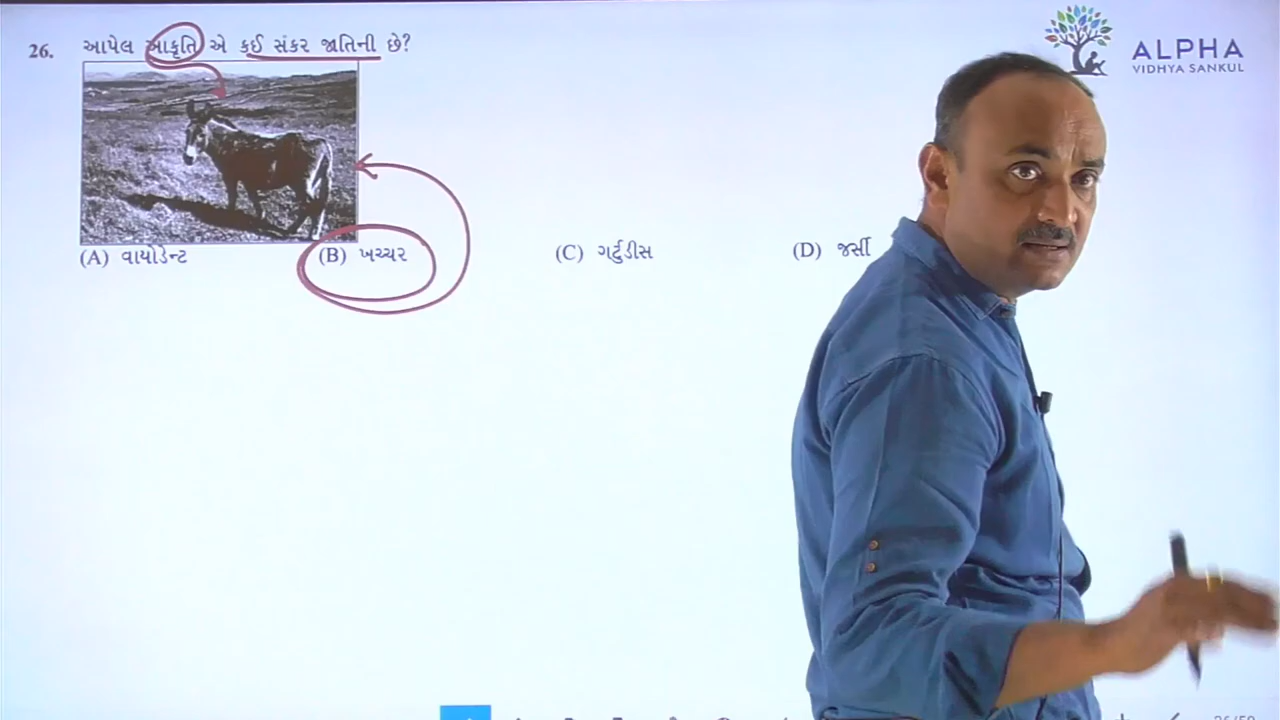 26. આપેલ આકૃતિ એ કઈ સંકર જાતિની છે?
(A) વાયોડેન્ટ (B) ખચ્ચર (C) ગર્ટુડીસ (D) જર્સી
ALPHA
VIDHYA SANKUL